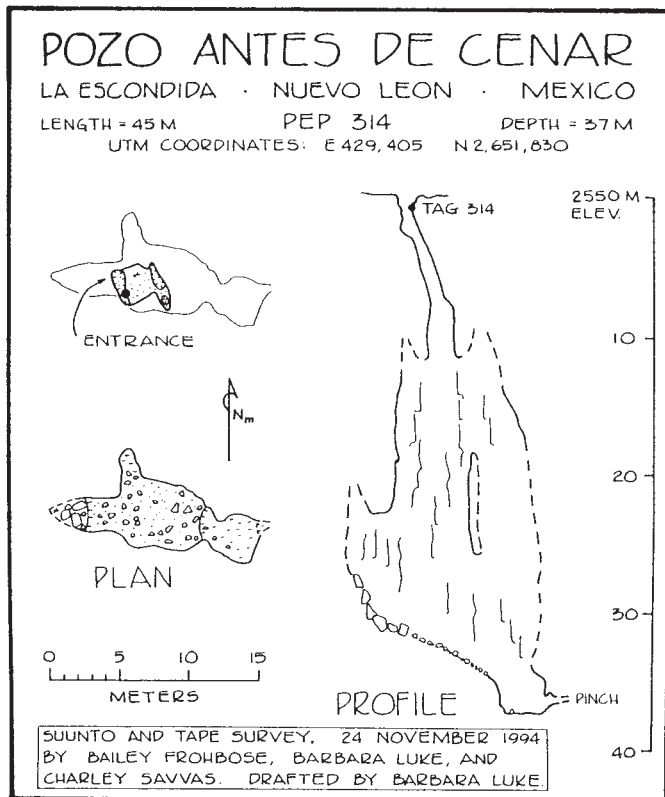 POZO ANTES DE CENAR
LA ESCONDIDA · NUEVO LEON · MEXICO
LENGTH = 45 M PEP 314 DEPTH = 37 M
UTM COORDINATES: E 429,405 N 2,651,830
TAG 314
2550 M
ELEV.
ENTRANCE
10
Nm
20
PLAN
30
0 5 10 15
METERS
PROFILE
PINCH
40
SUUNTO AND TAPE SURVEY, 24 NOVEMBER 1994
BY BAILEY FROHBOSE, BARBARA LUKE, AND
CHARLEY SAVVAS. DRAFTED BY BARBARA LUKE.